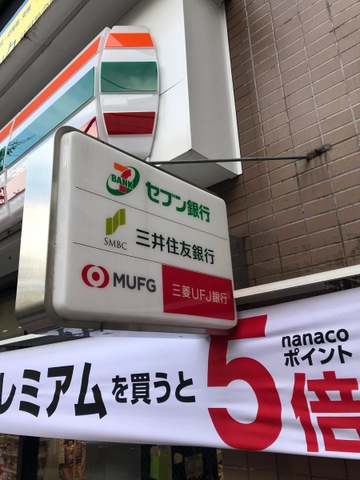 7
BANK
セブン銀行
SMBC
三井住友銀行
MUFG
三菱UFJ銀行
レミアムを買うと
5倍
nanaco
ポイント